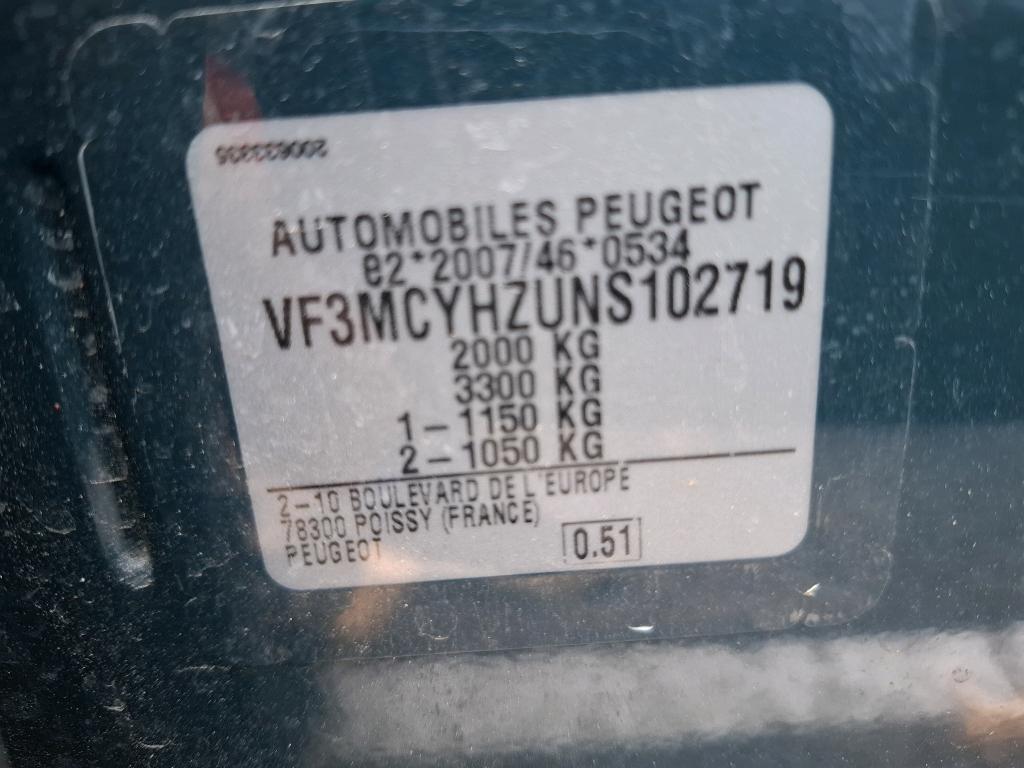 200633335
AUTOMOBILES PEUGEOT
e2*2007/46*0534
VF3MCYHZUNS102719
2000 KG
3300 KG
1-1150 KG
2-1050 KG
2-10 BOULEVARD DE L'EUROPE
78300 POISSY (FRANCE)
PEUGEOT
0.51